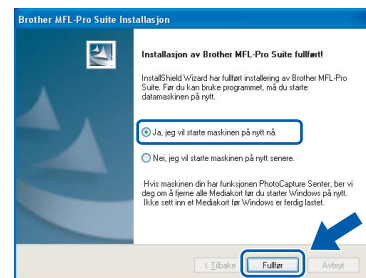 Brother MFL-Pro Suite Installasjon
Installasjon av Brother MFL-Pro Suite fullført!
InstallShield Wizard har fullført installering av Brother MFL-Pro
Suite. Før du kan bruke programmet, må du starte
datamaskinen på nytt.
Ja, jeg vil starte maskinen på nytt nå.
Nei, jeg vil starte maskinen på nytt senere.
Hvis maskinen din har funksjonen PhotoCapture Senter, ber vi
deg om å fjerne alle Mediakort før du starter Windows på nytt.
Ikke sett inn et Mediakort før Windows er ferdig lastet.
< Tilbake
Fullfør
Avbryt